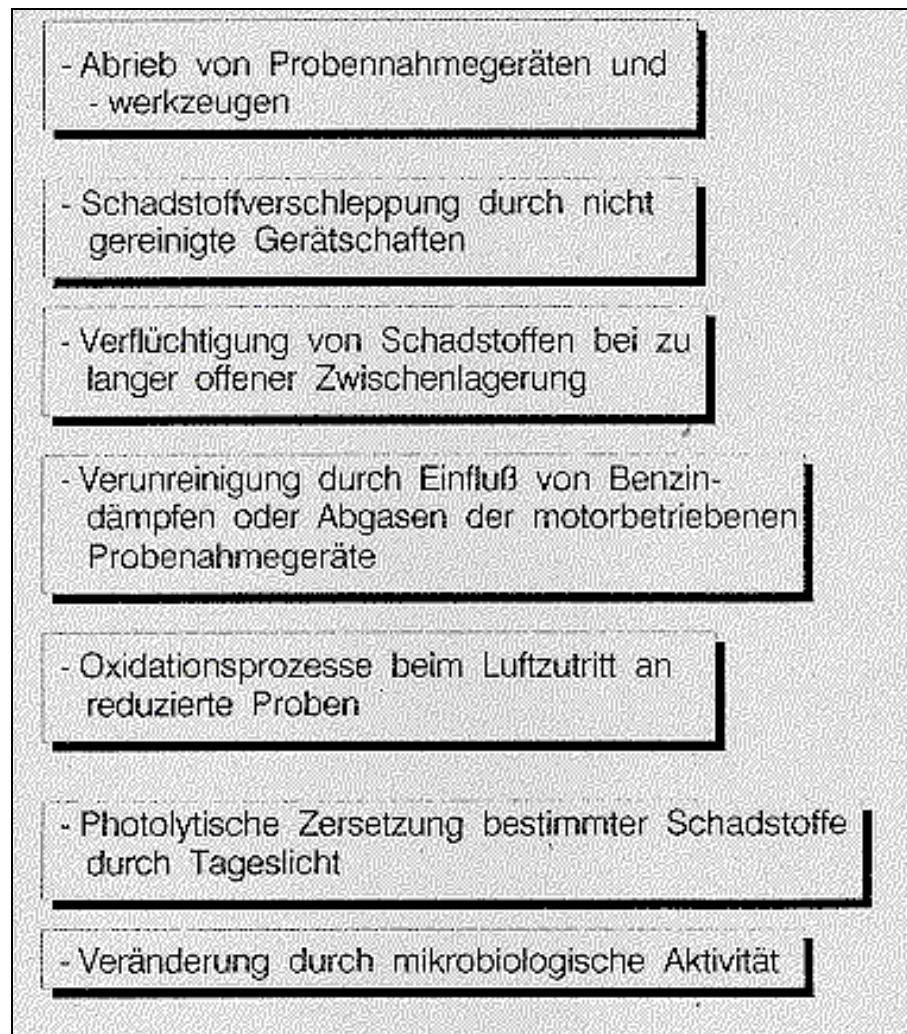 - Abrieb von Probennahmegeräten und
- werkzeugen
- Schadstoffverschleppung durch nicht
gereinigte Gerätschaften
- Verflüchtigung von Schadstoffen bei zu
langer offener Zwischenlagerung
- Verunreinigung durch Einfluß von Benzin-
dämpfen oder Abgasen der motorbetriebenen
Probenahmegeräte
- Oxidationsprozesse beim Luftzutritt an
reduzierte Proben
- Photolytische Zersetzung bestimmter Schadstoffe
durch Tageslicht
- Veränderung durch mikrobiologische Aktivität